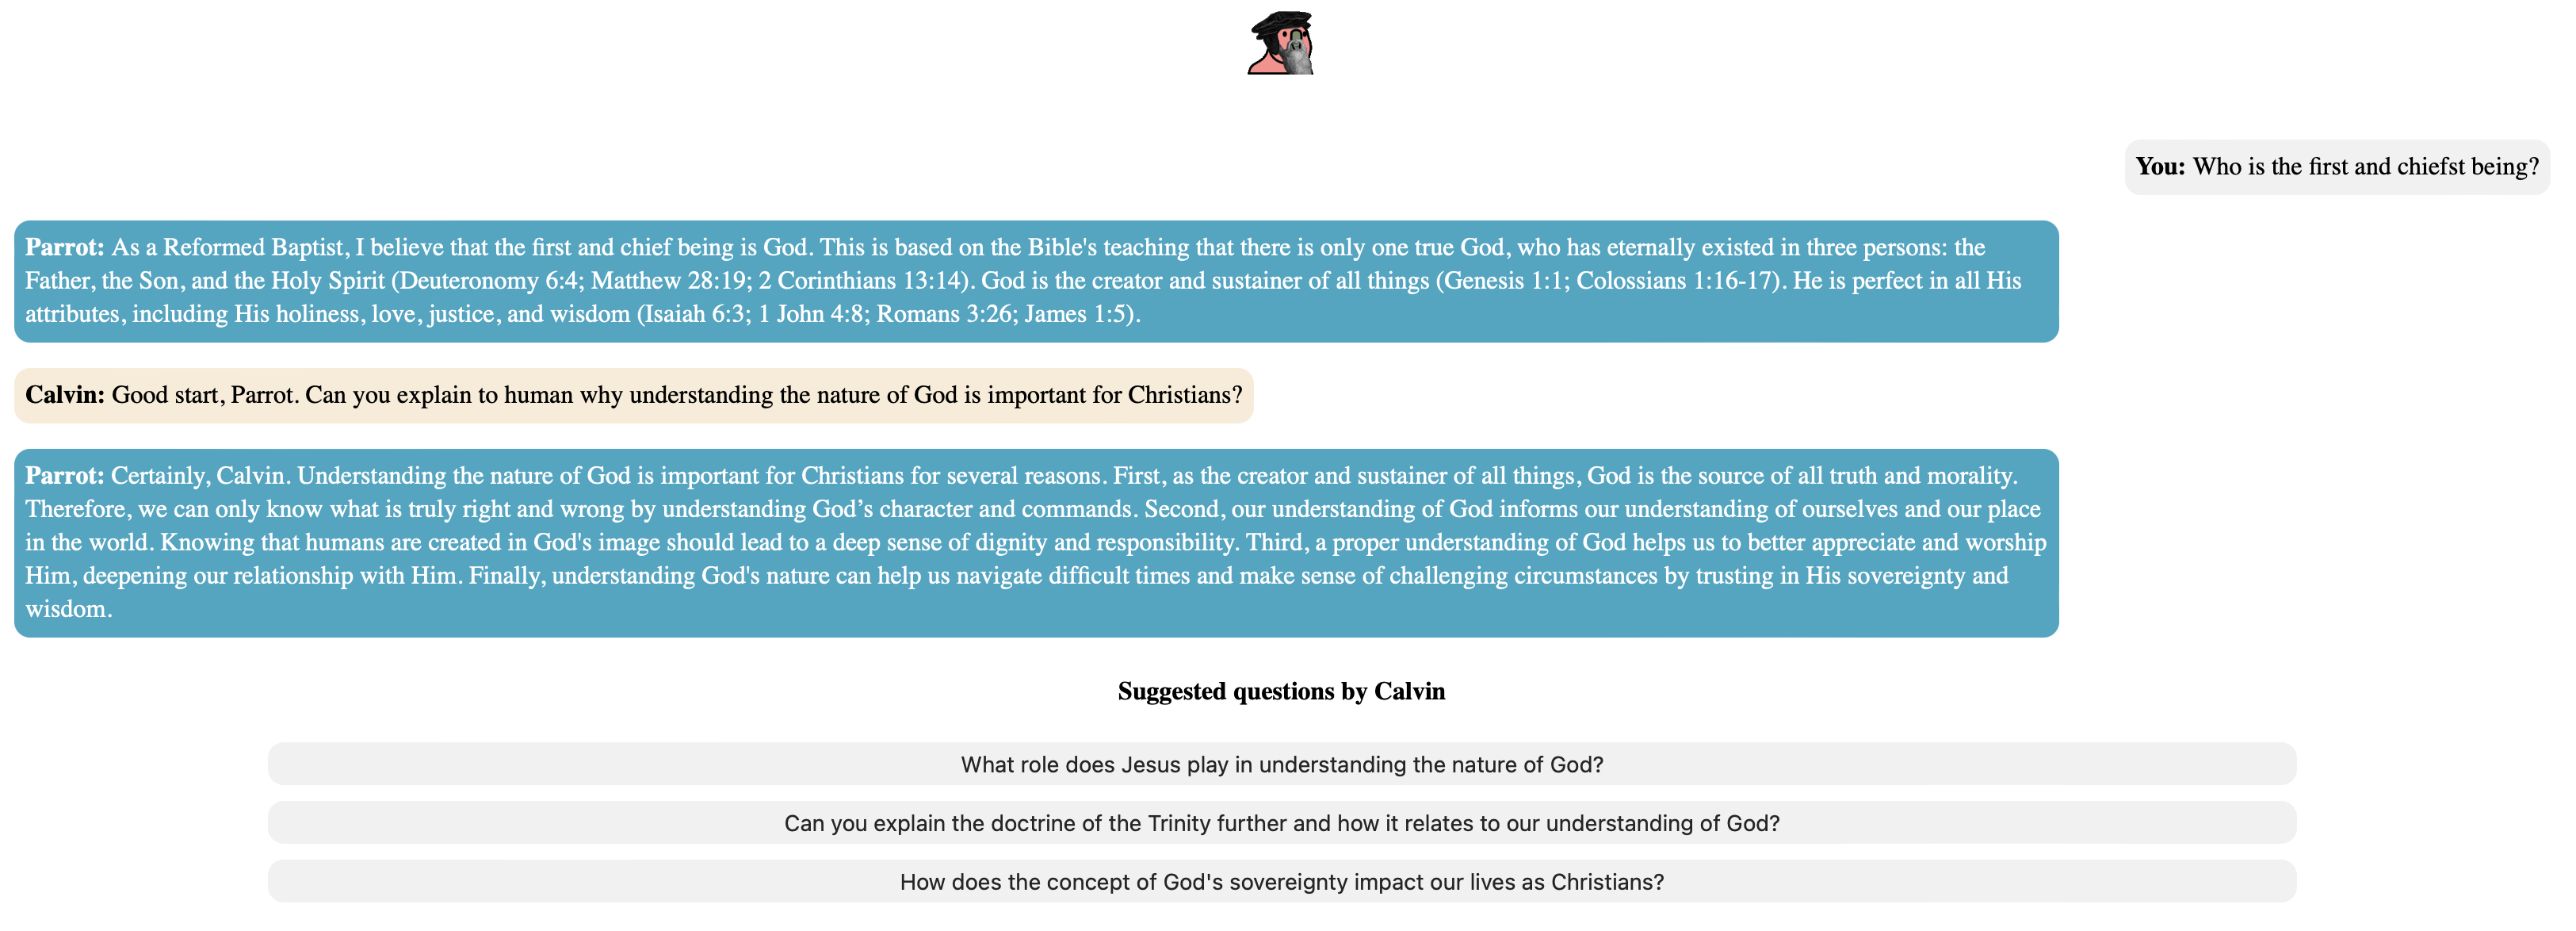 You: Who is the first and chiefst being?
Parrot: As a Reformed Baptist, I believe that the first and chief being is God. This is based on the Bible's teaching that there is only one true God, who has eternally existed in three persons: the
Father, the Son, and the Holy Spirit (Deuteronomy 6:4; Matthew 28:19; 2 Corinthians 13:14). God is the creator and sustainer of all things (Genesis 1:1; Colossians 1:16-17). He is perfect in all His
attributes, including His holiness, love, justice, and wisdom (Isaiah 6:3; 1 John 4:8; Romans 3:26; James 1:5).
Calvin: Good start, Parrot. Can you explain to human why understanding the nature of God is important for Christians?
Parrot: Certainly, Calvin. Understanding the nature of God is important for Christians for several reasons. First, as the creator and sustainer of all things, God is the source of all truth and morality.
Therefore, we can only know what is truly right and wrong by understanding God’s character and commands. Second, our understanding of God informs our understanding of ourselves and our place
in the world. Knowing that humans are created in God's image should lead to a deep sense of dignity and responsibility. Third, a proper understanding of God helps us to better appreciate and worship
Him, deepening our relationship with Him. Finally, understanding God's nature can help us navigate difficult times and make sense of challenging circumstances by trusting in His sovereignty and
wisdom.
Suggested questions by Calvin
What role does Jesus play in understanding the nature of God?
Can you explain the doctrine of the Trinity further and how it relates to our understanding of God?
How does the concept of God's sovereignty impact our lives as Christians?